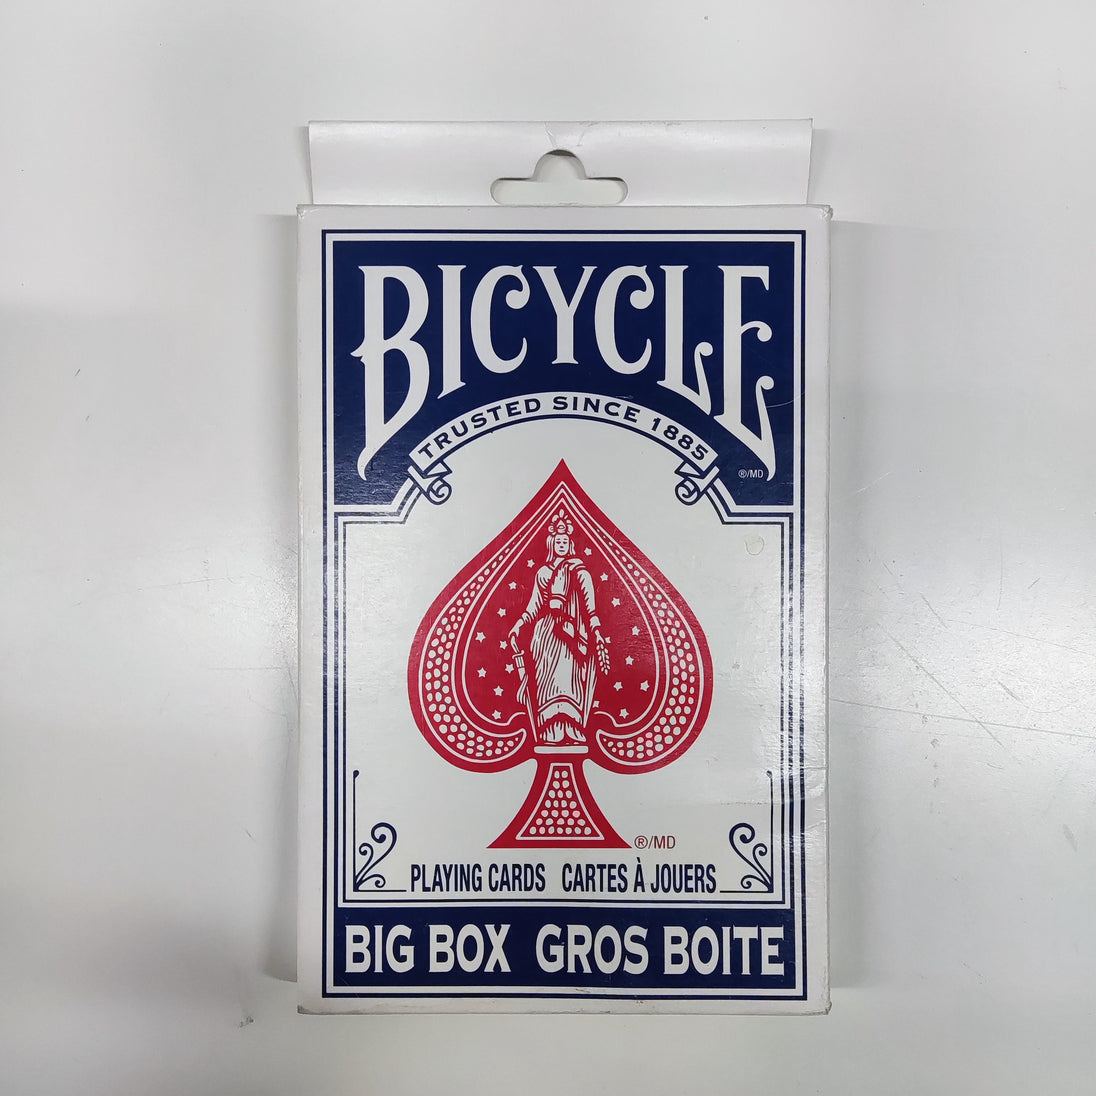 BICYCLE
TRUSTED SINCE 1885
®/MD
®/MD
PLAYING CARDS CARTES À JOUERS
BIG BOX GROS BOITE